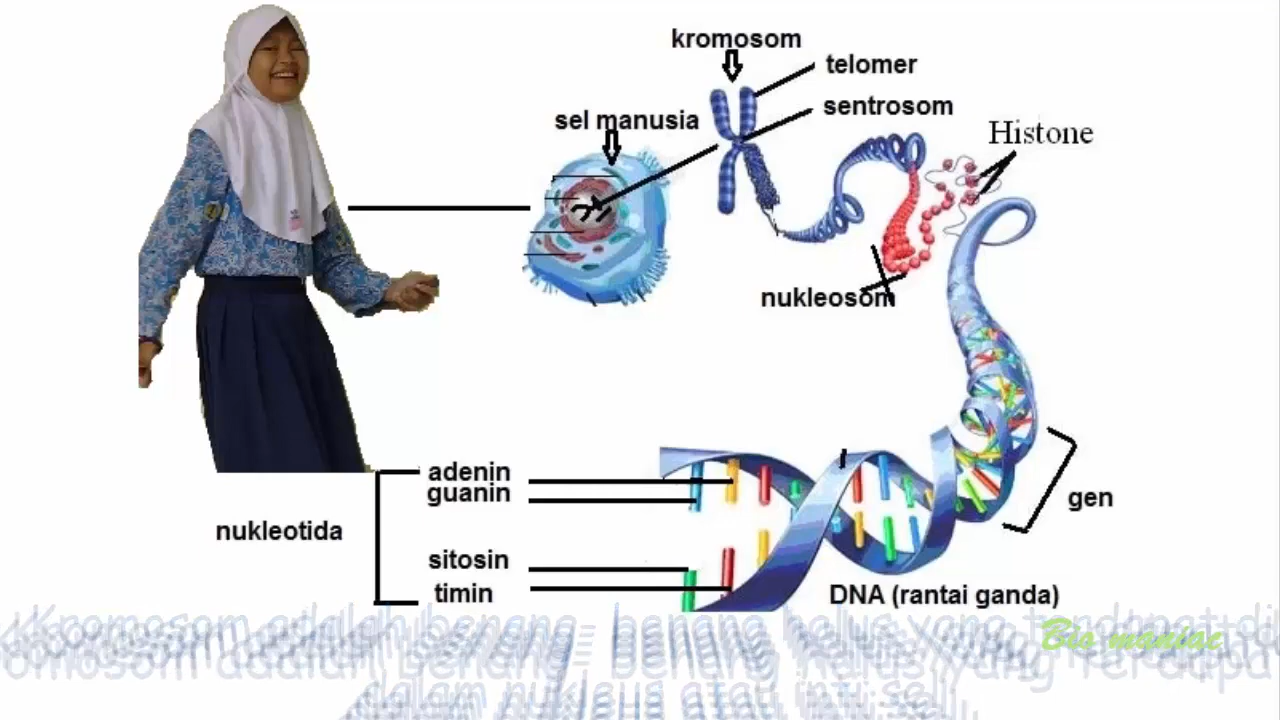 kromosom
telomer
sentrosom
sel manusia
Histone
nukleosom
adenin
guanin
nukleotida
sitosin
timin
gen
DNA (rantai ganda)
Kromosom adalah benang - benang halus yang terdapat di
dalam nukleus atau inti sel.
Bio maniac